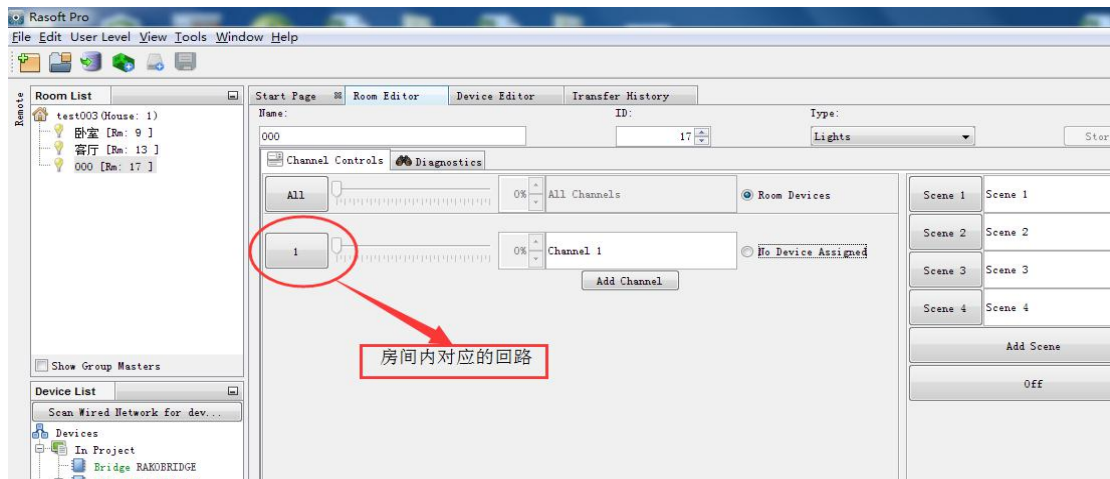 Rasoft Pro
File Edit User Level View Tools Window Help
Remote
Room List
test003 (House: 1)
卧室 [Rm: 9 ]
客厅 [Rm: 13 ]
000 [Rm: 17 ]
Show Group Masters
Device List
Scan Wired Network for dev...
Devices
In Project
Bridge RAKOBRIDGE
Start Page Room Editor Device Editor Transfer History
Name: ID: Type:
000 17 Lights Stor
Channel Controls Diagnostics
All 0% All Channels Room Devices
1 0% Channel 1 No Device Assigned
Add Channel
房间内对应的回路
Scene 1 Scene 1
Scene 2 Scene 2
Scene 3 Scene 3
Scene 4 Scene 4
Add Scene
Off